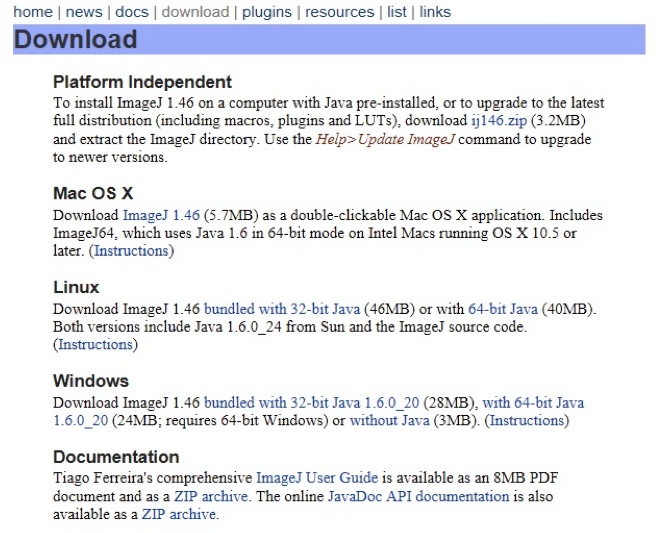 home | news | docs | download | plugins | resources | list | links
Download
Platform Independent
To install ImageJ 1.46 on a computer with Java pre-installed, or to upgrade to the latest
full distribution (including macros, plugins and LUTs), download ij146.zip (3.2MB)
and extract the ImageJ directory. Use the Help>Update ImageJ command to upgrade
to newer versions.
Mac OS X
Download ImageJ 1.46 (5.7MB) as a double-clickable Mac OS X application. Includes
ImageJ64, which uses Java 1.6 in 64-bit mode on Intel Macs running OS X 10.5 or
later. (Instructions)
Linux
Download ImageJ 1.46 bundled with 32-bit Java (46MB) or with 64-bit Java (40MB).
Both versions include Java 1.6.0_24 from Sun and the ImageJ source code.
(Instructions)
Windows
Download ImageJ 1.46 bundled with 32-bit Java 1.6.0_20 (28MB), with 64-bit Java
1.6.0_20 (24MB; requires 64-bit Windows) or without Java (3MB). (Instructions)
Documentation
Tiago Ferreira's comprehensive ImageJ User Guide is available as an 8MB PDF
document and as a ZIP archive. The online JavaDoc API documentation is also
available as a ZIP archive.